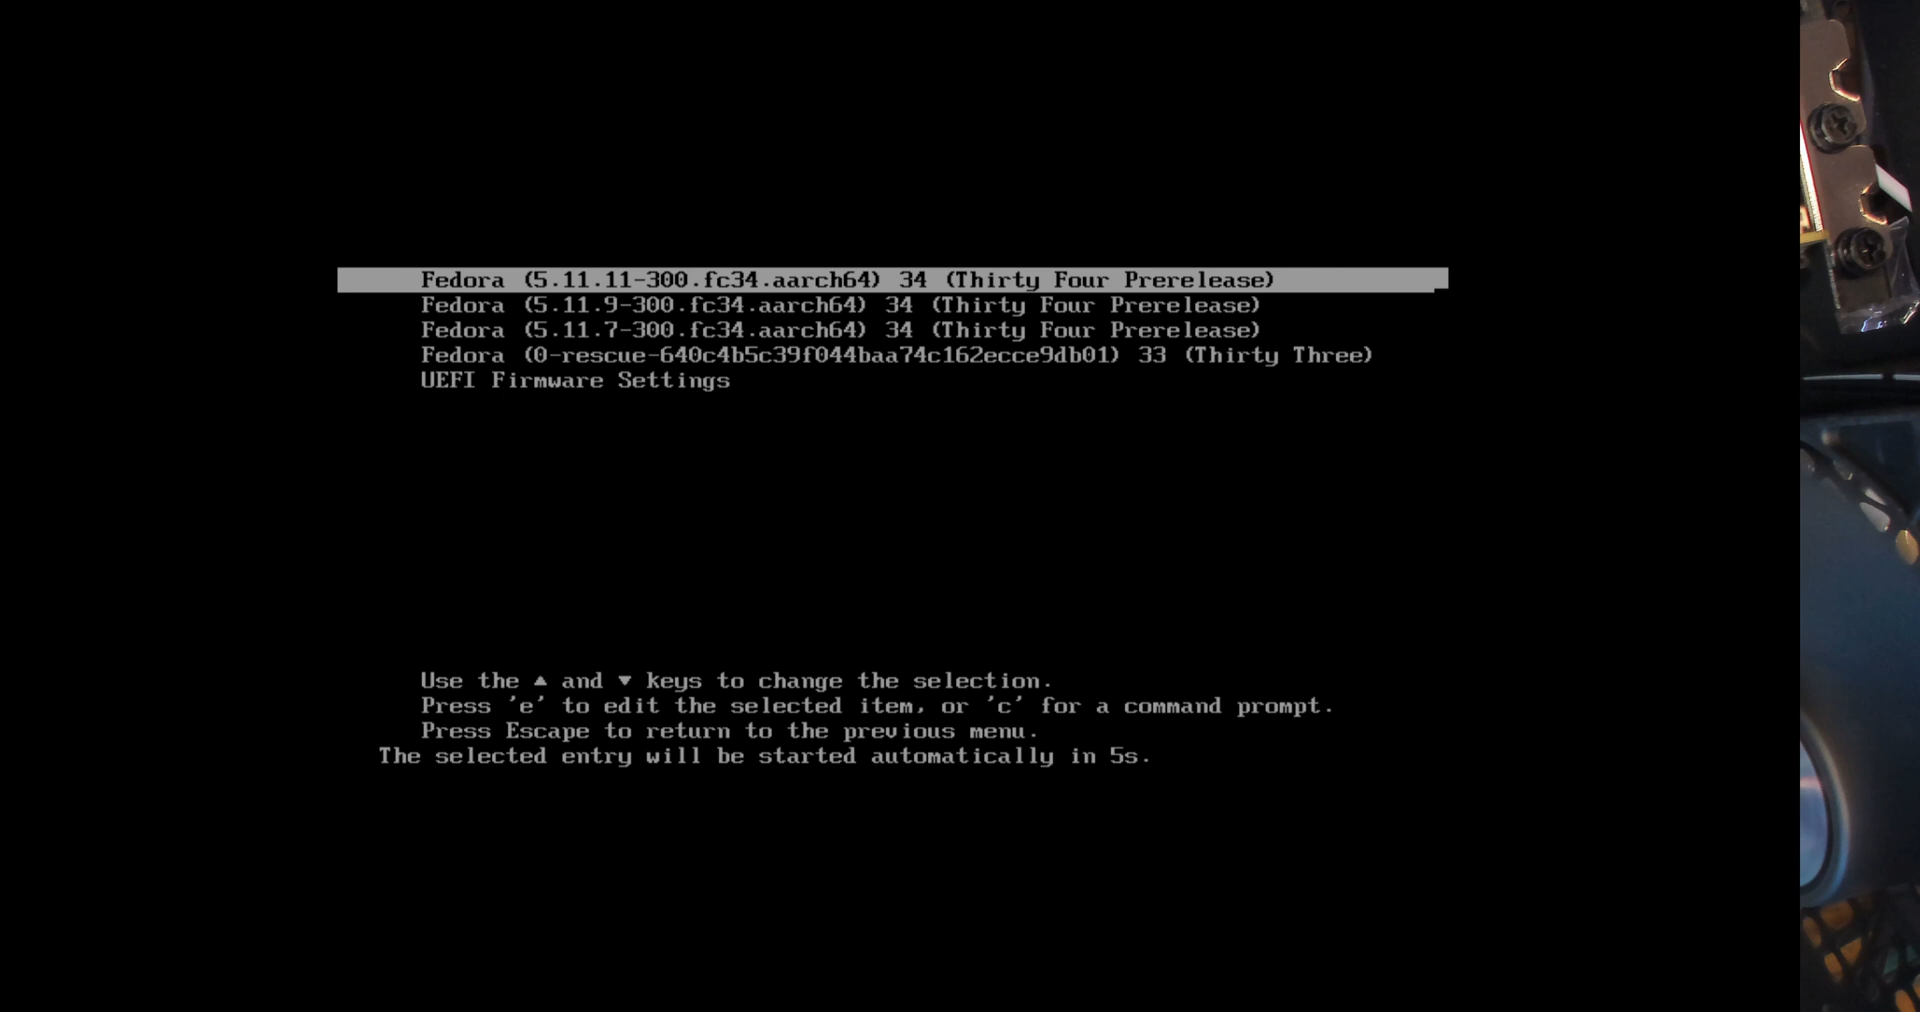 Fedora (5.11.11-300.fc34.aarch64) 34 (Thirty Four Prerelease)
Fedora (5.11.9-300.fc34.aarch64) 34 (Thirty Four Prerelease)
Fedora (5.11.7-300.fc34.aarch64) 34 (Thirty Four Prerelease)
Fedora (0-rescue-640c4b5c39f044baa74c162ecce9db01) 33 (Thirty Three)
UEFI Firmware Settings
Use the ▲ and ▼ keys to change the selection.
Press 'e' to edit the selected item, or 'c' for a command prompt.
Press Escape to return to the previous menu.
The selected entry will be started automatically in 5s.